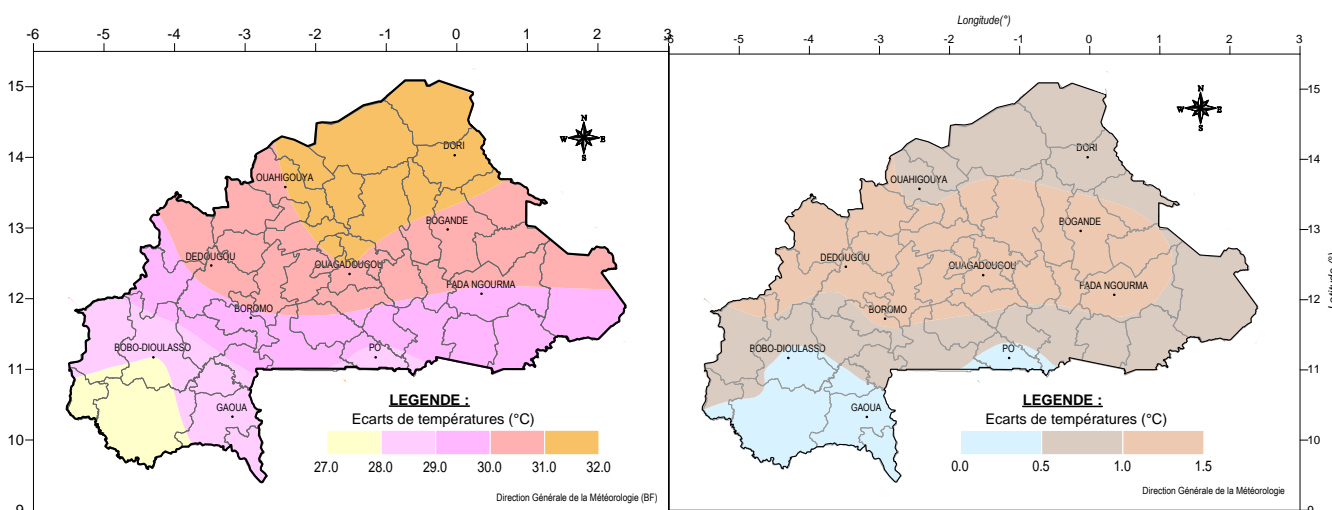 -6 -5 -4 -3 -2 -1 0 1 2 3
15
14
13
12
11
10
9
N
W E
S
DORI
OUAHIGOUYA
BOGANDE
DEDOUGOU
OUAGADOUGOU
FADA NGOURMA
BOROMO
BOBO-DIOULASSO
PO
GAOUA
LEGENDE :
Ecarts de températures (°C)
27.0 28.0 29.0 30.0 31.0 32.0
Direction Générale de la Météorologie (BF)
Longitude(°)
-6 -5 -4 -3 -2 -1 0 1 2 3
15
14
13
12
11
10
9
N
W E
S
DORI
OUAHIGOUYA
BOGANDE
DEDOUGOU
OUAGADOUGOU
FADA NGOURMA
BOROMO
BOBO-DIOULASSO
PO
GAOUA
LEGENDE :
Ecarts de températures (°C)
0.0 0.5 1.0 1.5
Direction Générale de la Météorologie